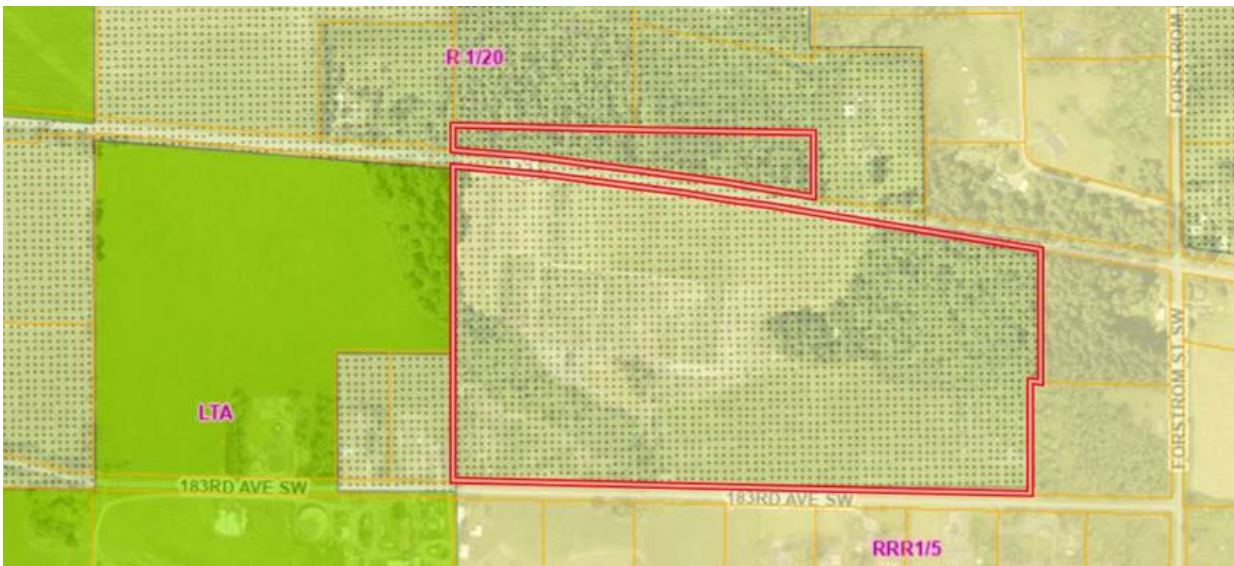 R 1/20
FORSTROM
LTA
FORSTROM ST SW
183RD AVE SW
183RD AVE SW
RRR1/5